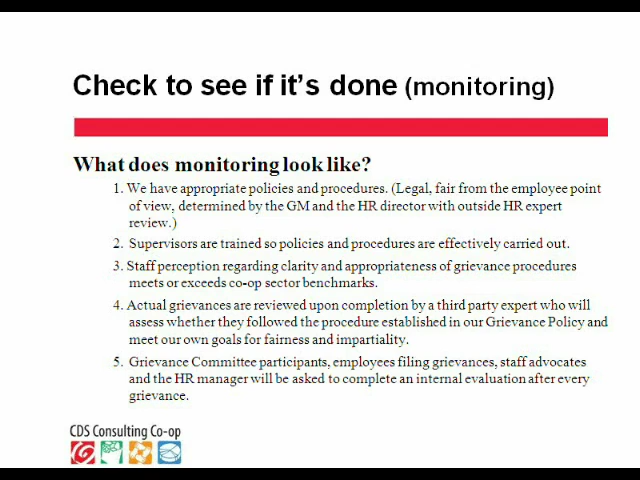 Check to see if it's done (monitoring)
What does monitoring look like?
1. We have appropriate policies and procedures. (Legal, fair from the employee point
of view, determined by the GM and the HR director with outside HR expert
review.)
2. Supervisors are trained so policies and procedures are effectively carried out.
3. Staff perception regarding clarity and appropriateness of grievance procedures
meets or exceeds co-op sector benchmarks.
4. Actual grievances are reviewed upon completion by a third party expert who will
assess whether they followed the procedure established in our Grievance Policy and
meet our own goals for fairness and impartiality.
5. Grievance Committee participants, employees filing grievances, staff advocates
and the HR manager will be asked to complete an internal evaluation after every
grievance.
CDS Consulting Co-op